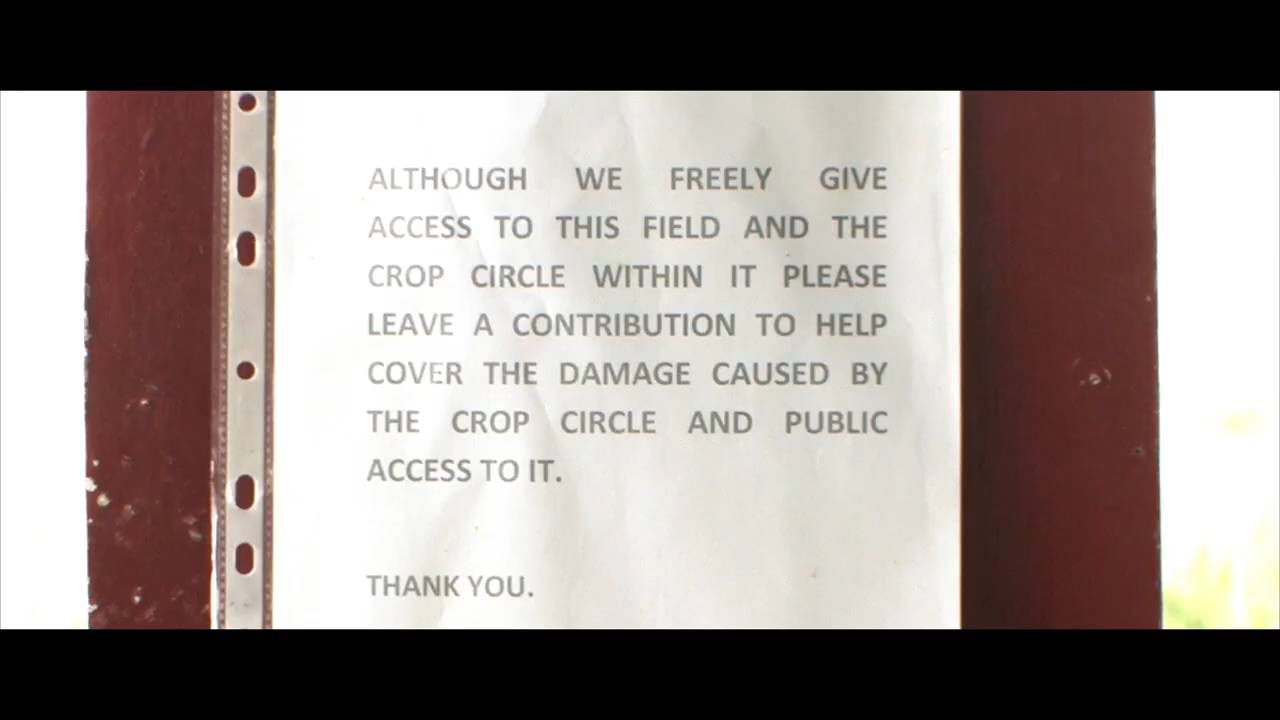 ALTHOUGH WE FREELY GIVE
ACCESS TO THIS FIELD AND THE
CROP CIRCLE WITHIN IT PLEASE
LEAVE A CONTRIBUTION TO HELP
COVER THE DAMAGE CAUSED BY
THE CROP CIRCLE AND PUBLIC
ACCESS TO IT.
THANK YOU.